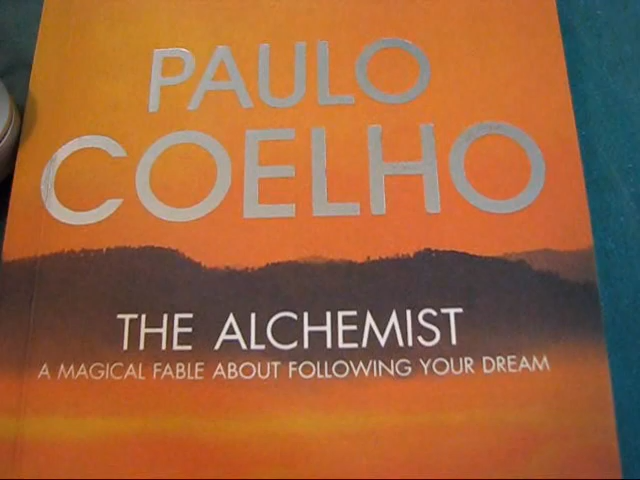 PAULO
COELHO
THE ALCHEMIST
A MAGICAL FABLE ABOUT FOLLOWING YOUR DREAM